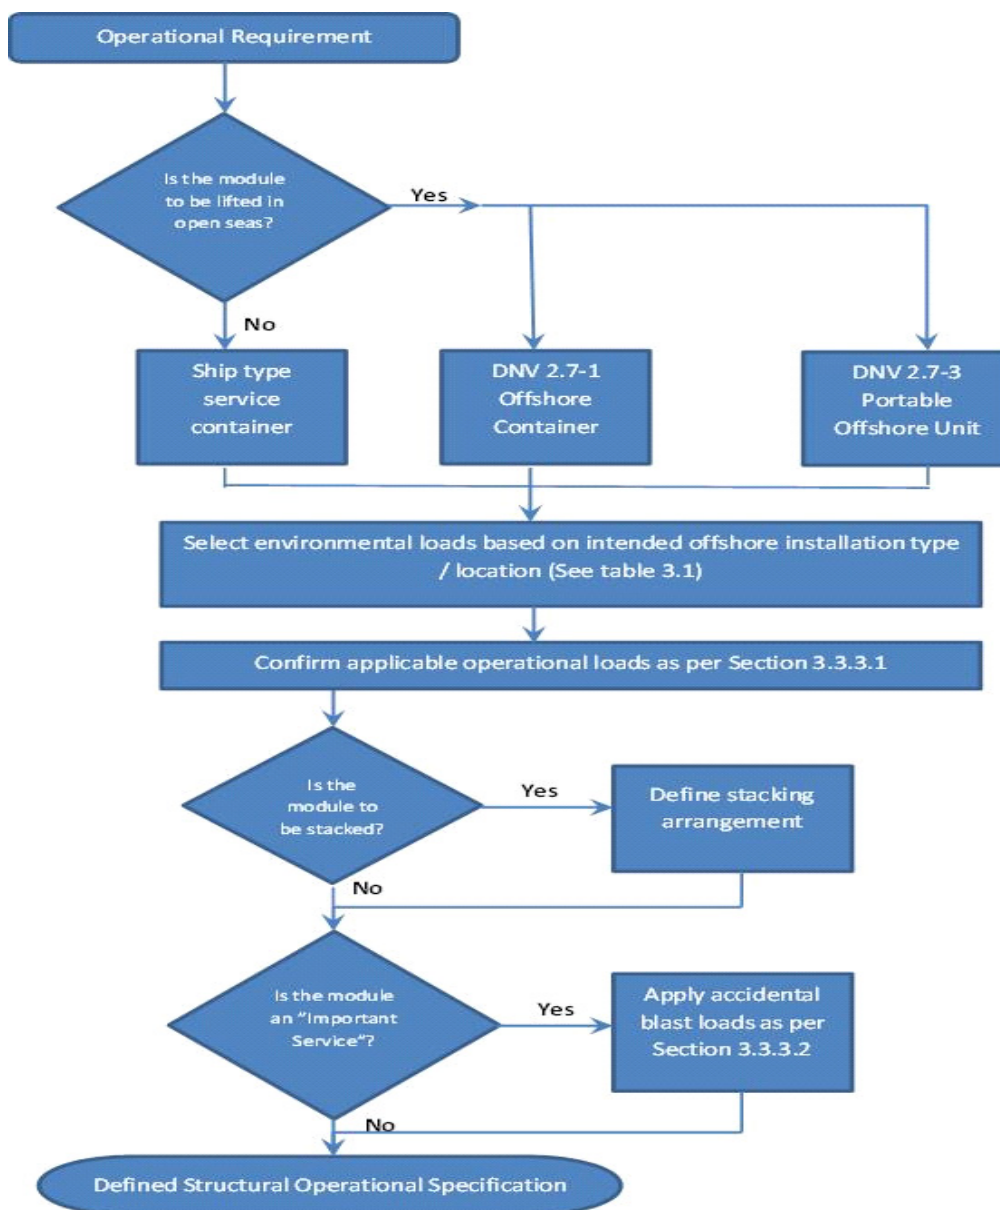 Operational Requirement
Is the module
to be lifted in
open seas?
Yes
No
Ship type
service
container
DNV 2.7-1
Offshore
Container
DNV 2.7-3
Portable
Offshore Unit
Select environmental loads based on intended offshore installation type
/ location (See table 3.1)
Confirm applicable operational loads as per Section 3.3.3.1
Is the
module to
be stacked?
Yes
Define stacking
arrangement
No
Is the module
an "Important
Service"?
Yes
Apply accidental
blast loads as per
Section 3.3.3.2
No
Defined Structural Operational Specification